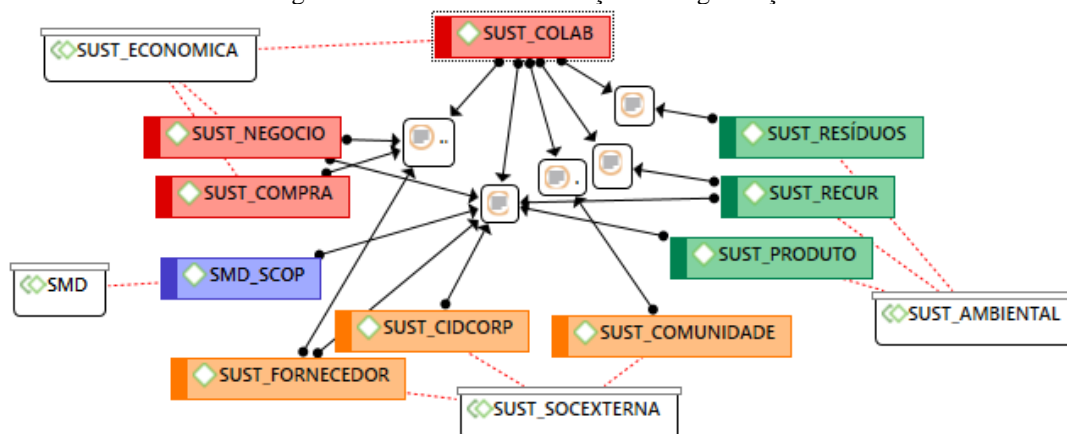 SUST_COLAB
SUST_ECONOMICA
SUST_NEGOCIO
..
SUST_RESÍDUOS
SUST_COMPRA
.
SUST_RECUR
SUST_PRODUTO
SMD
SMD_SCOP
SUST_AMBIENTAL
SUST_CIDCORP
SUST_COMUNIDADE
SUST_FORNECEDOR
SUST_SOCEXTERNA